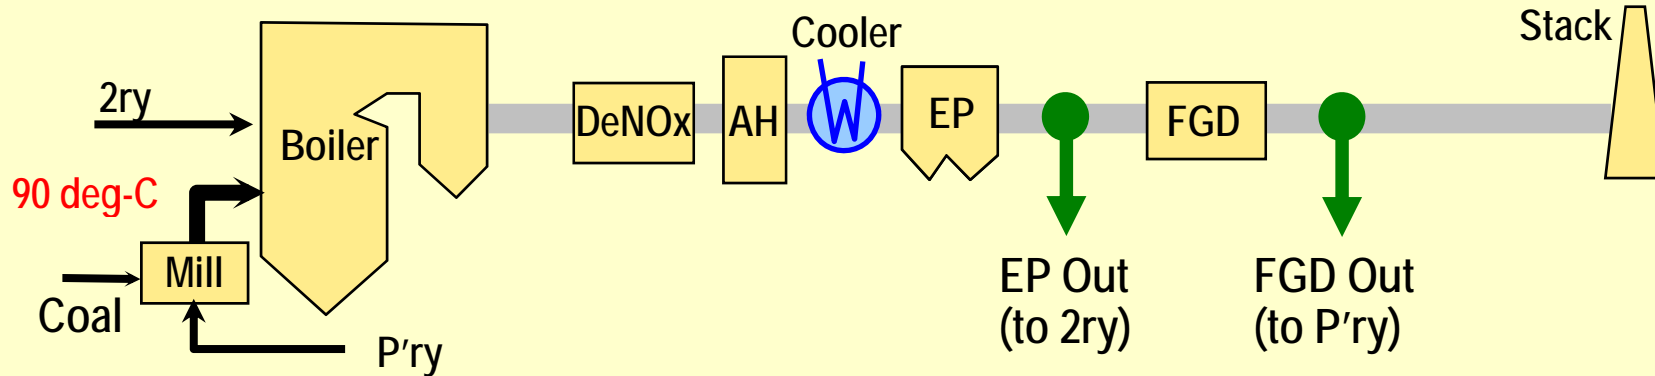 Cooler
Stack
2ry
Boiler
DeNOx
AH
W
EP
FGD
90 deg-C
Mill
Coal
P'ry
EP Out
(to 2ry)
FGD Out
(to P'ry)